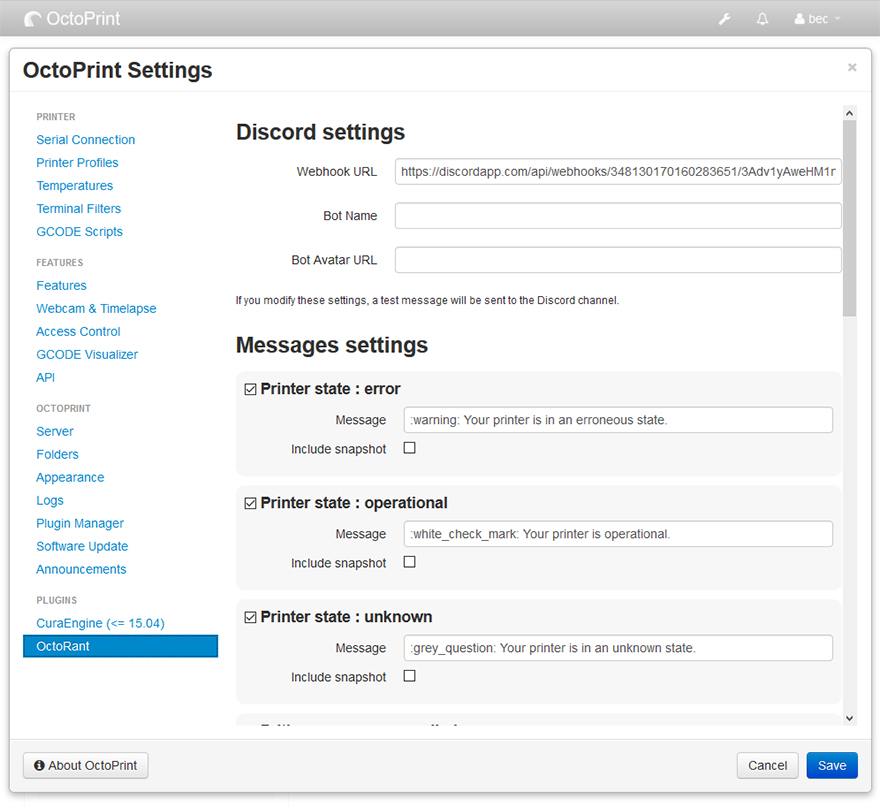 OctoPrint
bec
OctoPrint Settings
×
PRINTER
Serial Connection
Printer Profiles
Temperatures
Terminal Filters
GCODE Scripts
FEATURES
Features
Webcam & Timelapse
Access Control
GCODE Visualizer
API
OCTOPRINT
Server
Folders
Appearance
Logs
Plugin Manager
Software Update
Announcements
PLUGINS
CuraEngine (<= 15.04)
OctoRant
Discord settings
Webhook URL https://discordapp.com/api/webhooks/348130170160283651/3Adv1yAweHM1r
Bot Name
Bot Avatar URL
If you modify these settings, a test message will be sent to the Discord channel.
Messages settings
Printer state : error
Message :warning: Your printer is in an erroneous state.
Include snapshot
Printer state : operational
Message :white_check_mark: Your printer is operational.
Include snapshot
Printer state : unknown
Message :grey_question: Your printer is in an unknown state.
Include snapshot
About OctoPrint
Cancel
Save